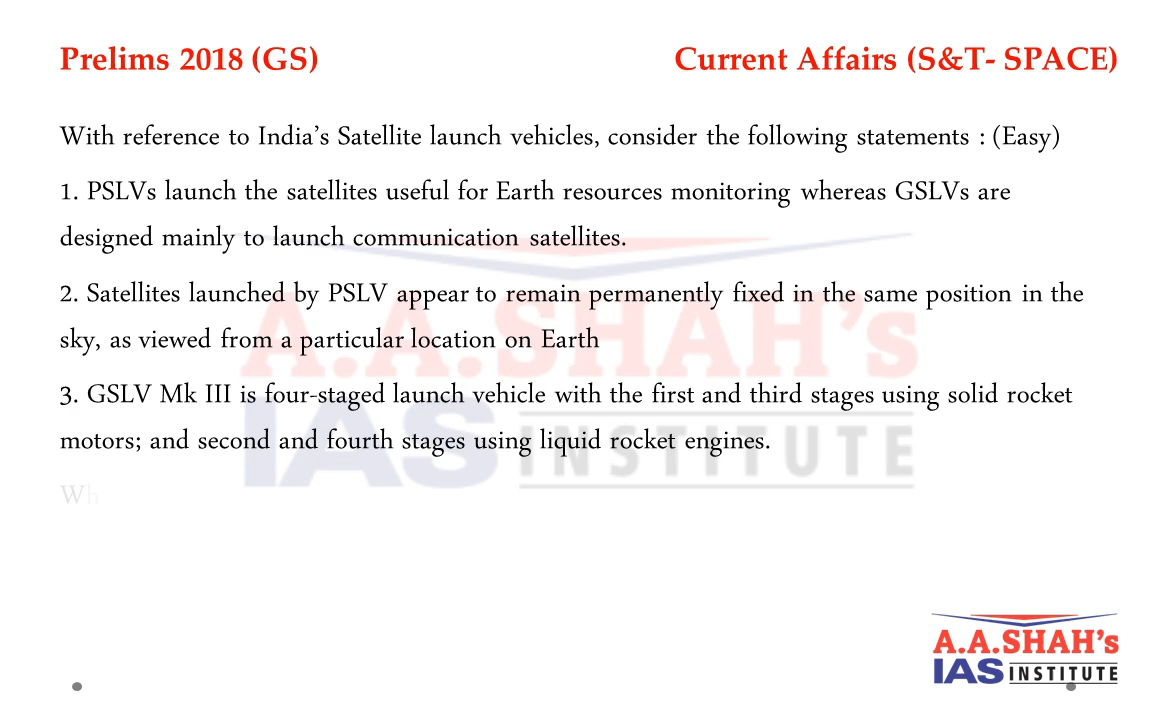 Prelims 2018 (GS) Current Affairs (S&T- SPACE)
With reference to India’s Satellite launch vehicles, consider the following statements : (Easy)
1. PSLVs launch the satellites useful for Earth resources monitoring whereas GSLVs are
designed mainly to launch communication satellites.
2. Satellites launched by PSLV appear to remain permanently fixed in the same position in the
sky, as viewed from a particular location on Earth
3. GSLV Mk III is four-staged launch vehicle with the first and third stages using solid rocket
motors; and second and fourth stages using liquid rocket engines.
Wh
A.A.SHAH’s
IAS INSTITUTE
A.A.SHAH’s
IAS INSTITUTE